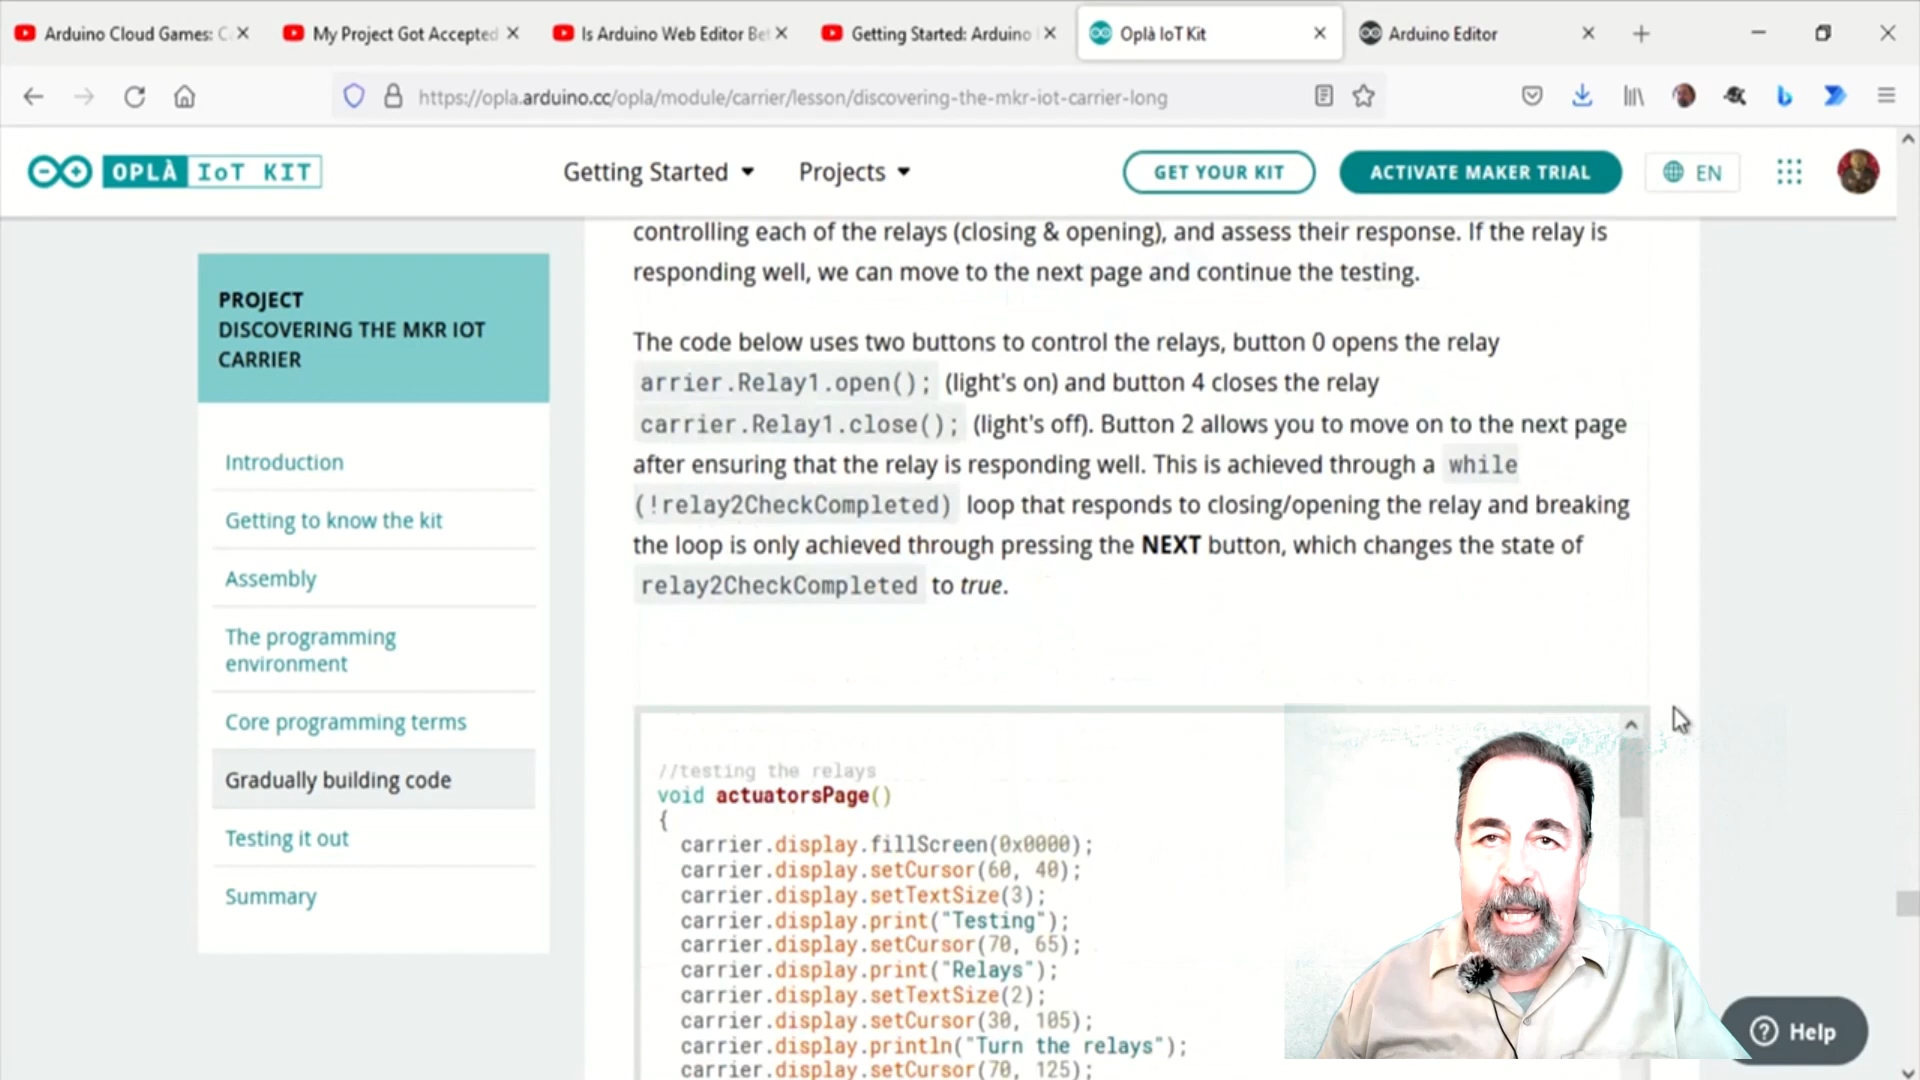 Arduino Cloud Games: C
My Project Got Accepted
Is Arduino Web Editor Be
Getting Started: Arduino
Oplà IoT Kit
Arduino Editor
https://opla.arduino.cc/opla/module/carrier/lesson/discovering-the-mkr-iot-carrier-long
OPLÀ IoT KIT
Getting Started
Projects
GET YOUR KIT
ACTIVATE MAKER TRIAL
EN
PROJECT
DISCOVERING THE MKR IOT
CARRIER
Introduction
Getting to know the kit
Assembly
The programming
environment
Core programming terms
Gradually building code
Testing it out
Summary
controlling each of the relays (closing & opening), and assess their response. If the relay is
responding well, we can move to the next page and continue the testing.
The code below uses two buttons to control the relays, button 0 opens the relay
arrier.Relay1.open(); (light's on) and button 4 closes the relay
carrier.Relay1.close(); (light's off). Button 2 allows you to move on to the next page
after ensuring that the relay is responding well. This is achieved through a while
(!relay2CheckCompleted) loop that responds to closing/opening the relay and breaking
the loop is only achieved through pressing the NEXT button, which changes the state of
relay2CheckCompleted to true.
//testing the relays
void actuatorsPage()
{
carrier.display.fillScreen(0x0000);
carrier.display.setCursor(60, 40);
carrier.display.setTextSize(3);
carrier.display.print("Testing");
carrier.display.setCursor(70, 65);
carrier.display.print("Relays");
carrier.display.setTextSize(2);
carrier.display.setCursor(30, 105);
carrier.display.println("Turn the relays");
carrier.display.setCursor(70, 125);
Help